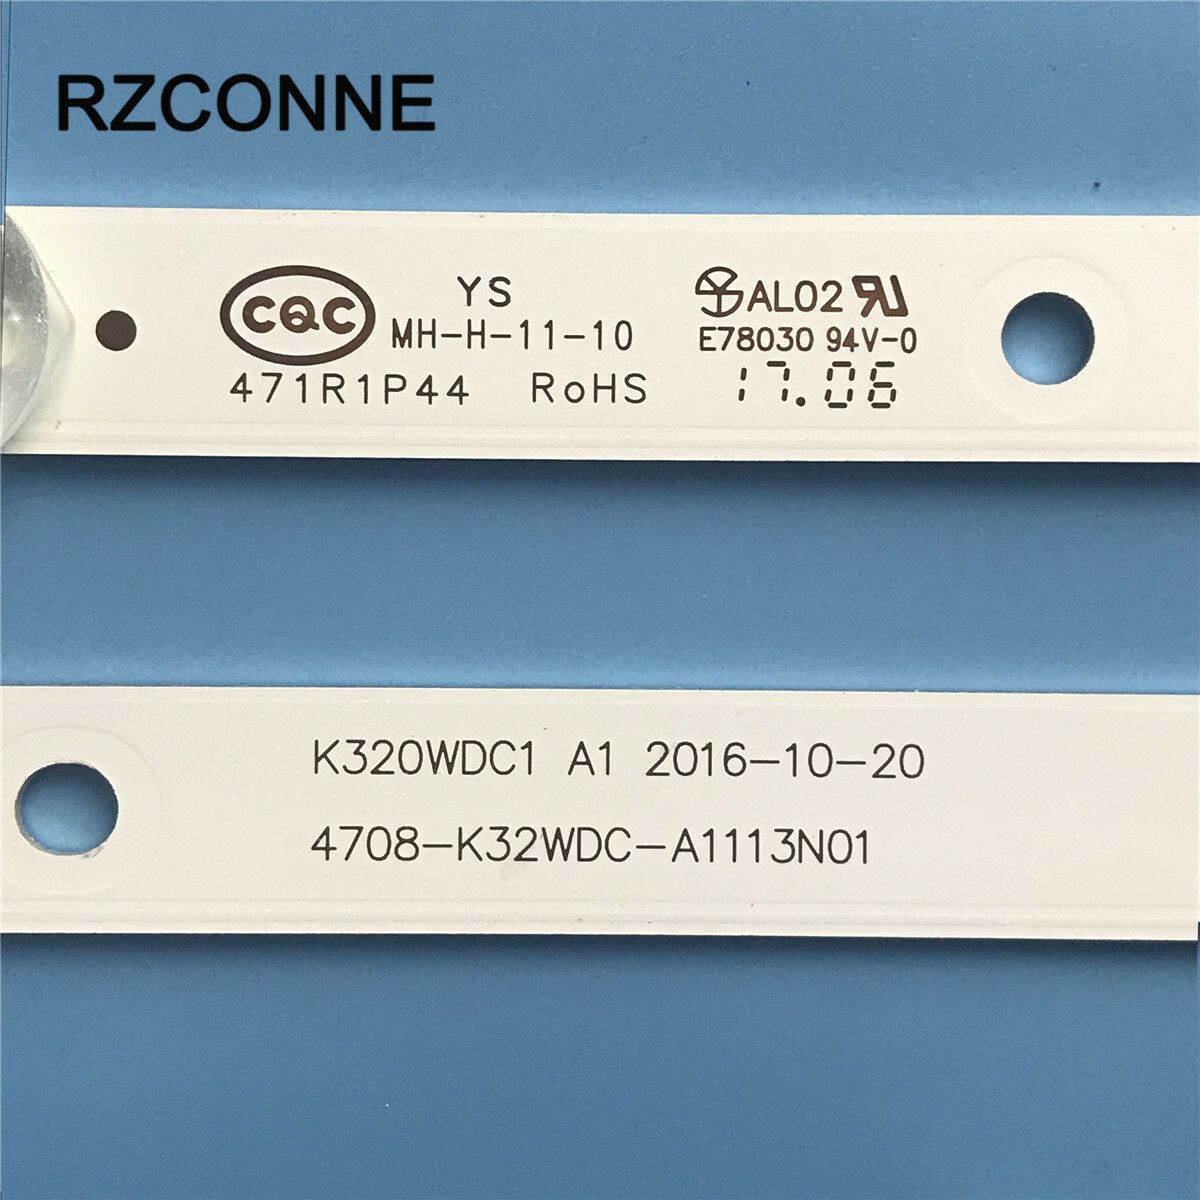 RZCONNE
CQC YS
MH-H-11-10
471R1P44 RoHS
AL02 RU
E78030 94V-0
17.06
K320WDC1 A1 2016-10-20
4708-K32WDC-A1113N01